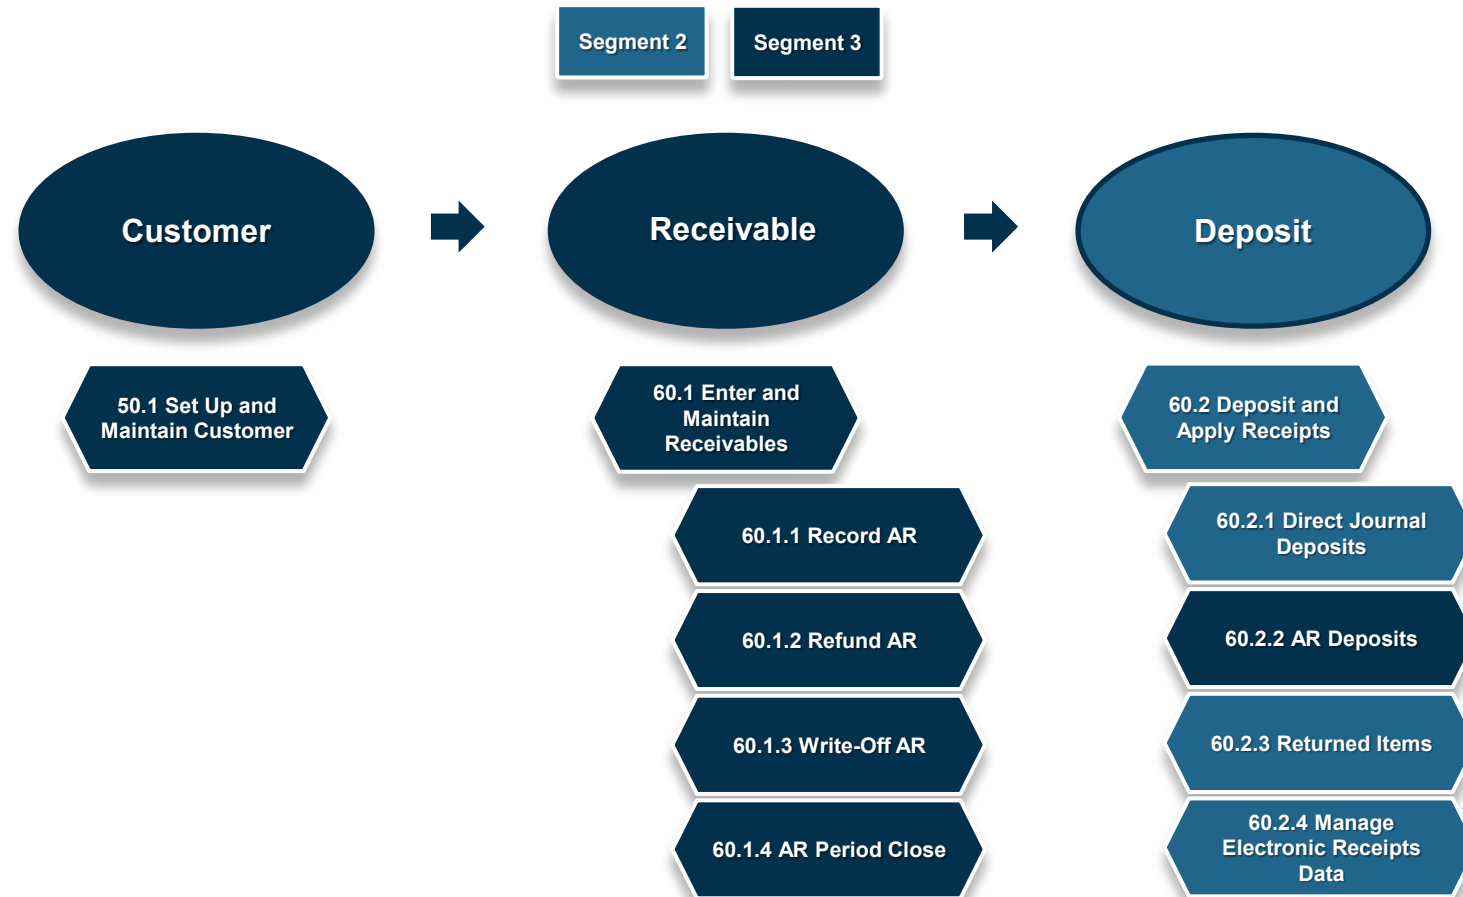 Segment 2
Segment 3
Customer
Receivable
Deposit
50.1 Set Up and
Maintain Customer
60.1 Enter and
Maintain
Receivables
60.2 Deposit and
Apply Receipts
60.1.1 Record AR
60.1.2 Refund AR
60.1.3 Write-Off AR
60.1.4 AR Period Close
60.2.1 Direct Journal
Deposits
60.2.2 AR Deposits
60.2.3 Returned Items
60.2.4 Manage
Electronic Receipts
Data